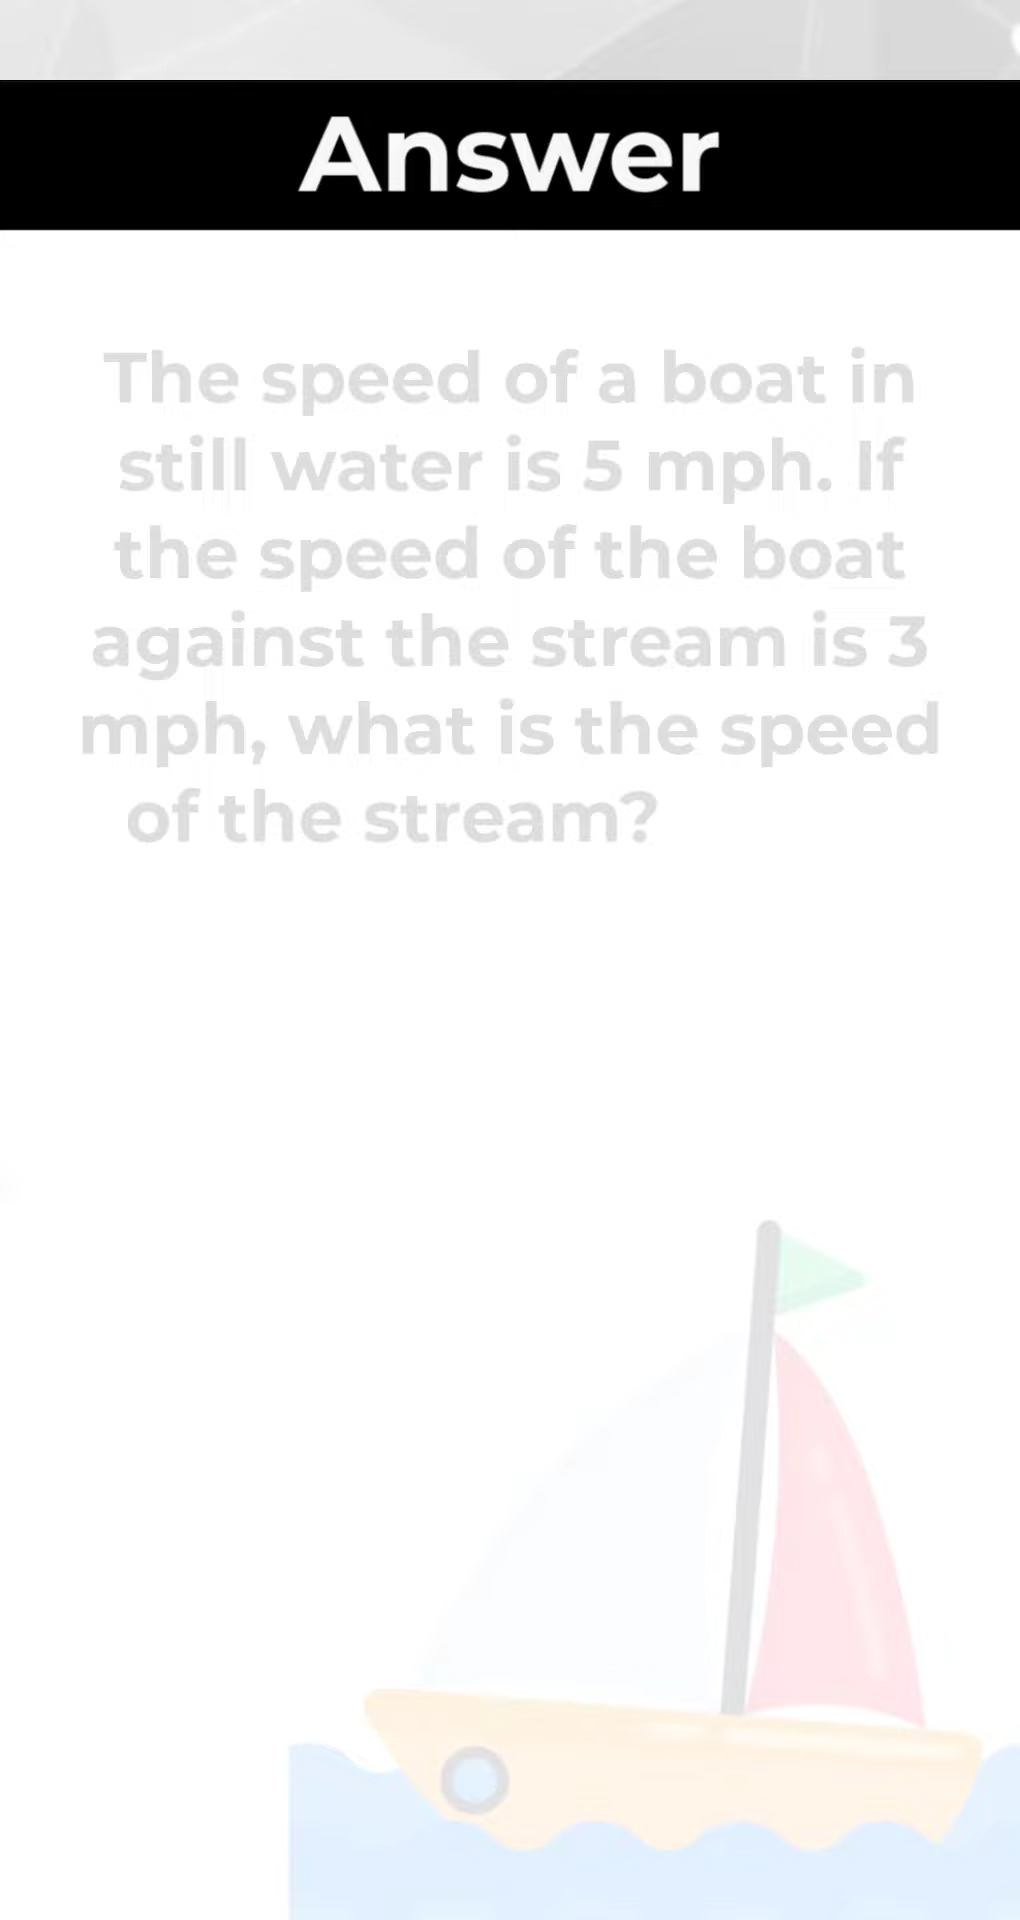 Answer
The speed of a boat in
still water is 5 mph. If
the speed of the boat
against the stream is 3
mph, what is the speed
of the stream?